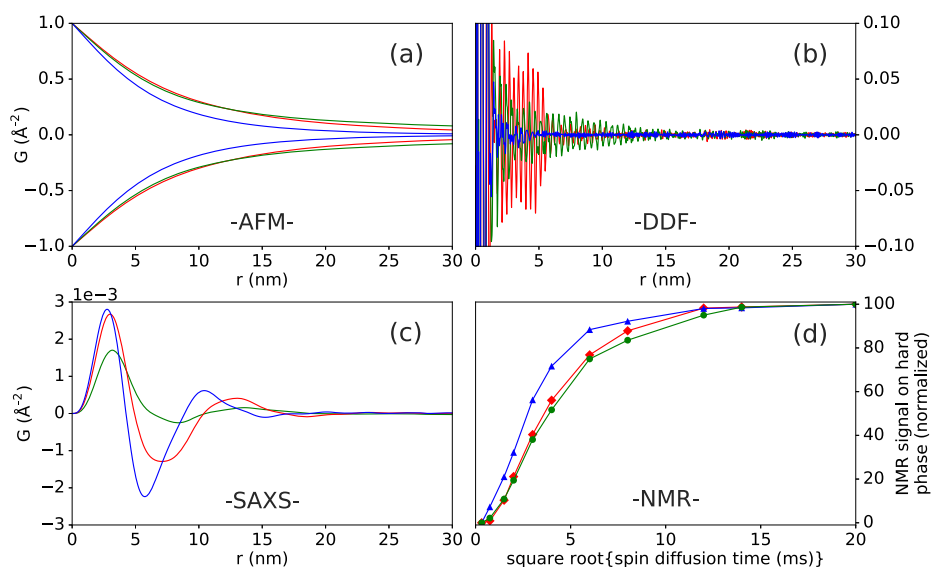 1.0
0.5
0.0
−0.5
−1.0
G (Å⁻²)
0
5
10
15
20
25
30
r (nm)
(a)
-AFM-
0.10
0.05
0.00
−0.05
−0.10
0
5
10
15
20
25
30
r (nm)
(b)
-DDF-
1e−3
3
2
1
0
−1
−2
−3
G (Å⁻²)
0
5
10
15
20
25
30
r (nm)
(c)
-SAXS-
100
80
60
40
20
0
NMR signal on hard
phase (normalized)
0
5
10
15
20
square root{spin diffusion time (ms)}
(d)
-NMR-